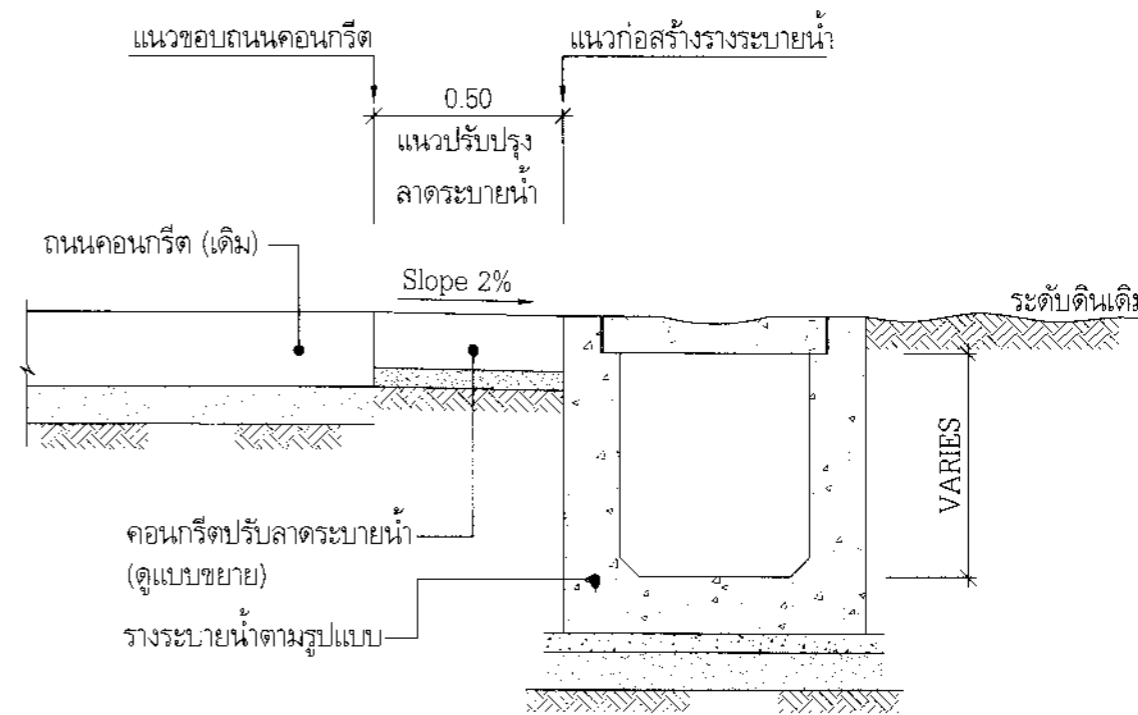 แนวขอบถนนคอนกรีต
แนวก่อสร้างรางระบายน้ำ
0.50
แนวปรับปรุง
ลาดระบายน้ำ
ถนนคอนกรีต (เดิม)
Slope 2%
ระดับดินเดิม
VARIES
คอนกรีตปรับลาดระบายน้ำ
(ดูแบบขยาย)
รางระบายน้ำตามรูปแบบ